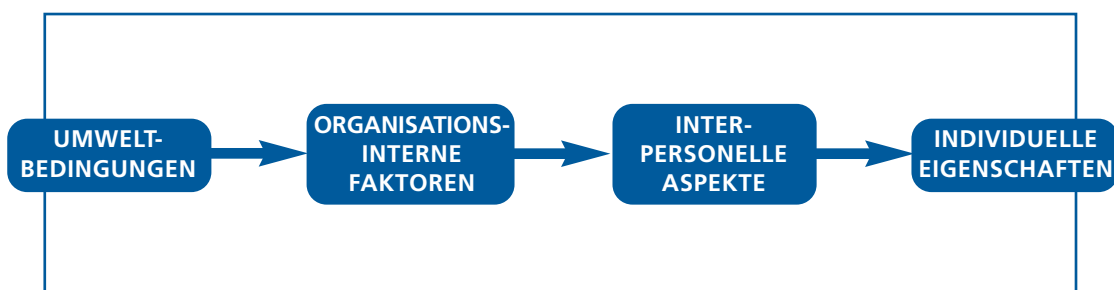 UMWELT-
BEDINGUNGEN
ORGANISATIONS-
INTERNE
FAKTOREN
INTER-
PERSONELLE
ASPEKTE
INDIVIDUELLE
EIGENSCHAFTEN